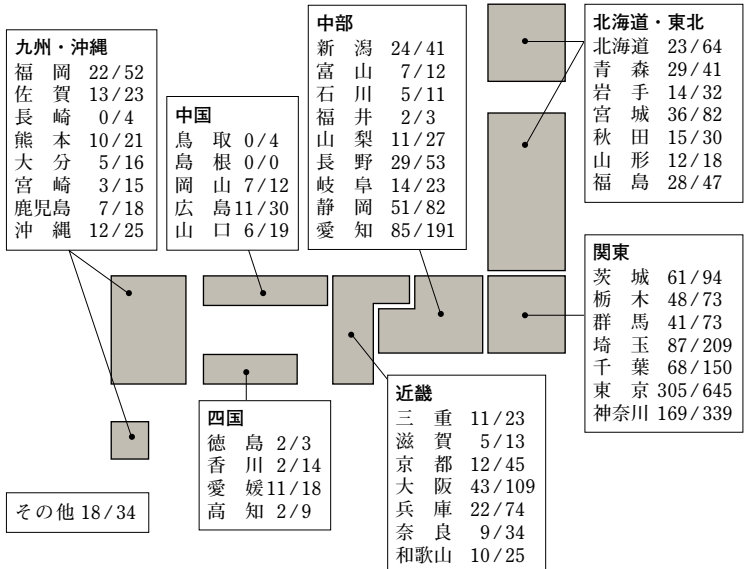 九州・沖縄
福岡 22/52
佐賀 13/23
長崎 0/4
熊本 10/21
大分 5/16
宮崎 3/15
鹿児島 7/18
沖縄 12/25
中国
鳥取 0/4
島根 0/0
岡山 7/12
広島 11/30
山口 6/19
中部
新潟 24/41
富山 7/12
石川 5/11
福井 2/3
山梨 11/27
長野 29/53
岐阜 14/23
静岡 51/82
愛知 85/191
北海道・東北
北海道 23/64
青森 29/41
岩手 14/32
宮城 36/82
秋田 15/30
山形 12/18
福島 28/47
関東
茨城 61/94
栃木 48/73
群馬 41/73
埼玉 87/209
千葉 68/150
東京 305/645
神奈川 169/339
近畿
三重 11/23
滋賀 5/13
京都 12/45
大阪 43/109
兵庫 22/74
奈良 9/34
和歌山 10/25
四国
徳島 2/3
香川 2/14
愛媛 11/18
高知 2/9
その他 18/34